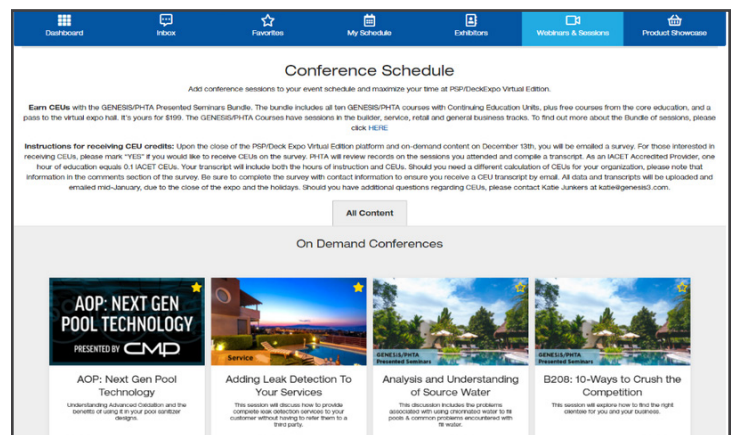 Dashboard
Inbox
Favorites
My Schedule
Exhibitors
Webinars & Sessions
Product Showcase
Conference Schedule
Add conference sessions to your event schedule and maximize your time at PSP/DeckExpo Virtual Edition.
Earn CEUs with the GENESIS/PHTA Presented Seminars Bundle. The bundle includes all ten GENESIS/PHTA courses with Continuing Education Units, plus free courses from the core education, and a
pass to the virtual expo hall. It's yours for $199. The GENESIS/PHTA Courses have sessions in the builder, service, retail and general business tracks. To find out more about the Bundle of sessions, please
click HERE
Instructions for receiving CEU credits: Upon the close of the PSP/Deck Expo Virtual Edition platform and on-demand content on December 13th, you will be emailed a survey. For those interested in
receiving CEUs, please mark "YES" if you would like to receive CEUs on the survey. PHTA will review records on the sessions you attended and compile a transcript. As an IACET Accredited Provider, one
hour of education equals 0.1 IACET CEUs. Your transcript will include both the hours of instruction and CEUs. Should you need a different calculation of CEUs for your organization, please note that
information in the comments section of the survey. Be sure to complete the survey with contact information to ensure you receive a CEU transcript by email. All data and transcripts will be uploaded and
emailed mid-January, due to the close of the expo and the holidays. Should you have additional questions regarding CEUs, please contact Katie Junkers at katie@genesis3.com.
All Content
On Demand Conferences
AOP: NEXT GEN
POOL TECHNOLOGY
PRESENTED BY CMP
AOP: Next Gen Pool
Technology
Understanding Advanced Oxidation and the
benefits of using it in your pool sanitizer
designs.
Service
Adding Leak Detection To
Your Services
This session will discuss how to provide
compete leak detection services to your
customer without having to refer them to a
third party.
GENESIS/PHTA
Presented Seminars
Analysis and Understanding
of Source Water
This discussion includes the problems
associated with using chlorinated water to fill
pools & common problems encountered with
fill water.
GENESIS/PHTA
Presented Seminars
B208: 10-Ways to Crush the
Competition
This session will explore how to find the right
clientele for you and your business.